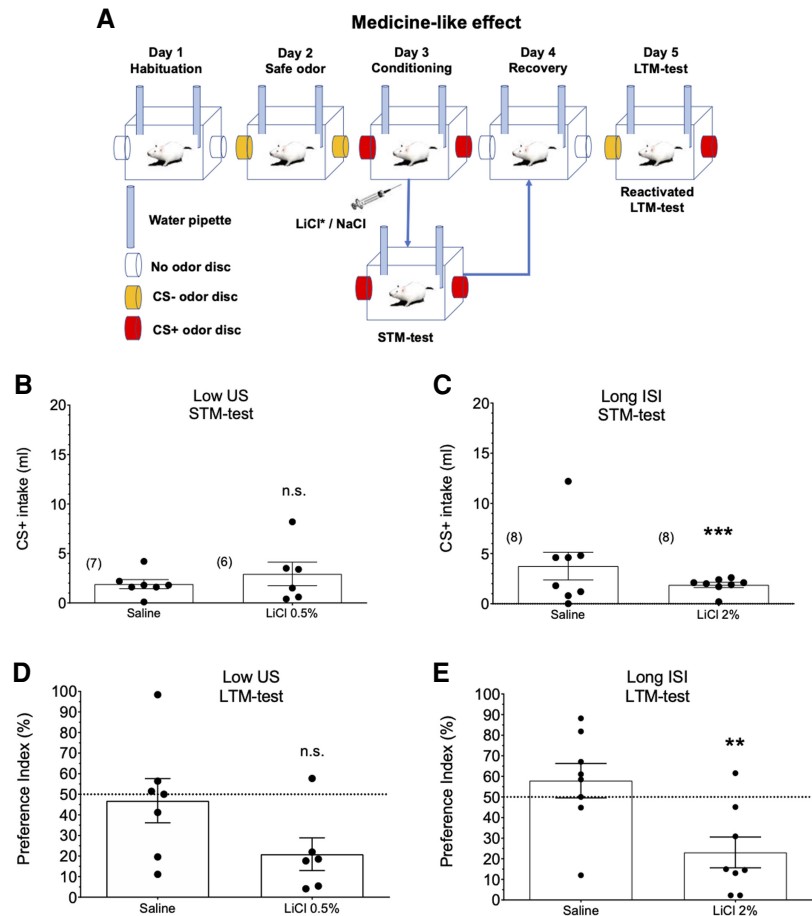 A
Medicine-like effect
Day 1
Habituation
Day 2
Safe odor
Day 3
Conditioning
Day 4
Recovery
Day 5
LTM-test
Reactivated
LTM-test
Water pipette
LiCl* / NaCl
No odor disc
CS- odor disc
CS+ odor disc
STM-test
B
Low US
STM-test
CS+ intake (ml)
20
15
10
5
0
(7)
(6)
n.s.
Saline
LiCl 0.5%
C
Long ISI
STM-test
CS+ intake (ml)
20
15
10
5
0
(8)
(8)
***
Saline
LiCl 2%
D
Low US
LTM-test
Preference Index (%)
100
90
80
70
60
50
40
30
20
10
0
n.s.
Saline
LiCl 0.5%
E
Long ISI
LTM-test
Preference Index (%)
100
90
80
70
60
50
40
30
20
10
0
**
Saline
LiCl 2%